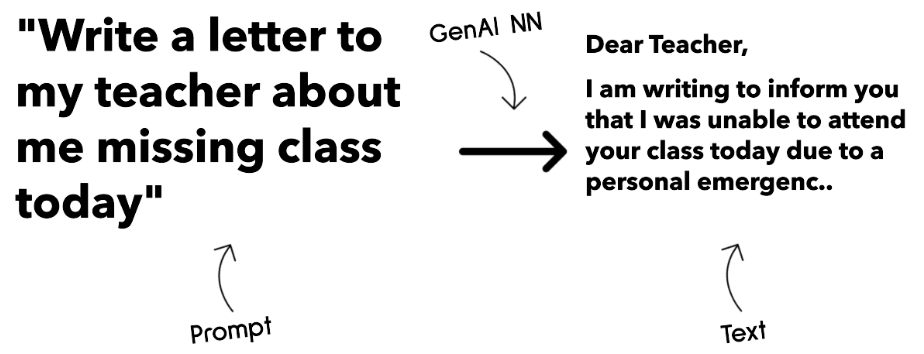 "Write a letter to
my teacher about
me missing class
today"
GenAI NN
Dear Teacher,
I am writing to inform you
that I was unable to attend
your class today due to a
personal emergenc..
Prompt
Text